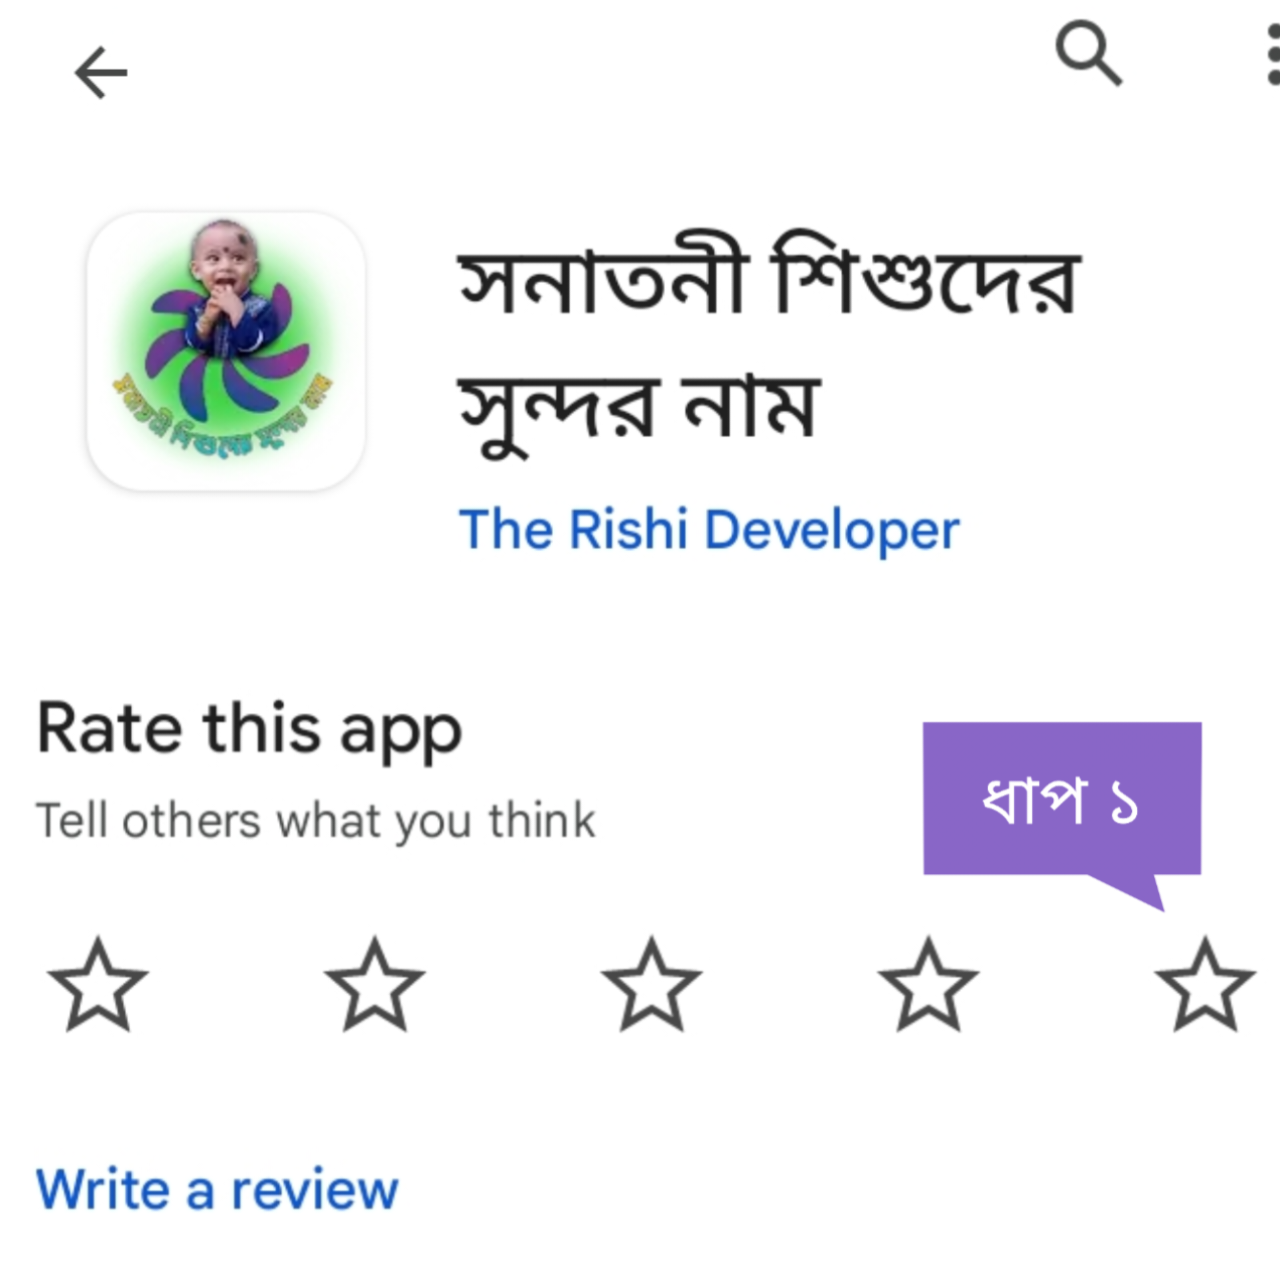 সনাতনী শিশুদের
সুন্দর নাম
সনাতনী শিশুদের সুন্দর নাম
The Rishi Developer
Rate this app
Tell others what you think
ধাপ ১
Write a review